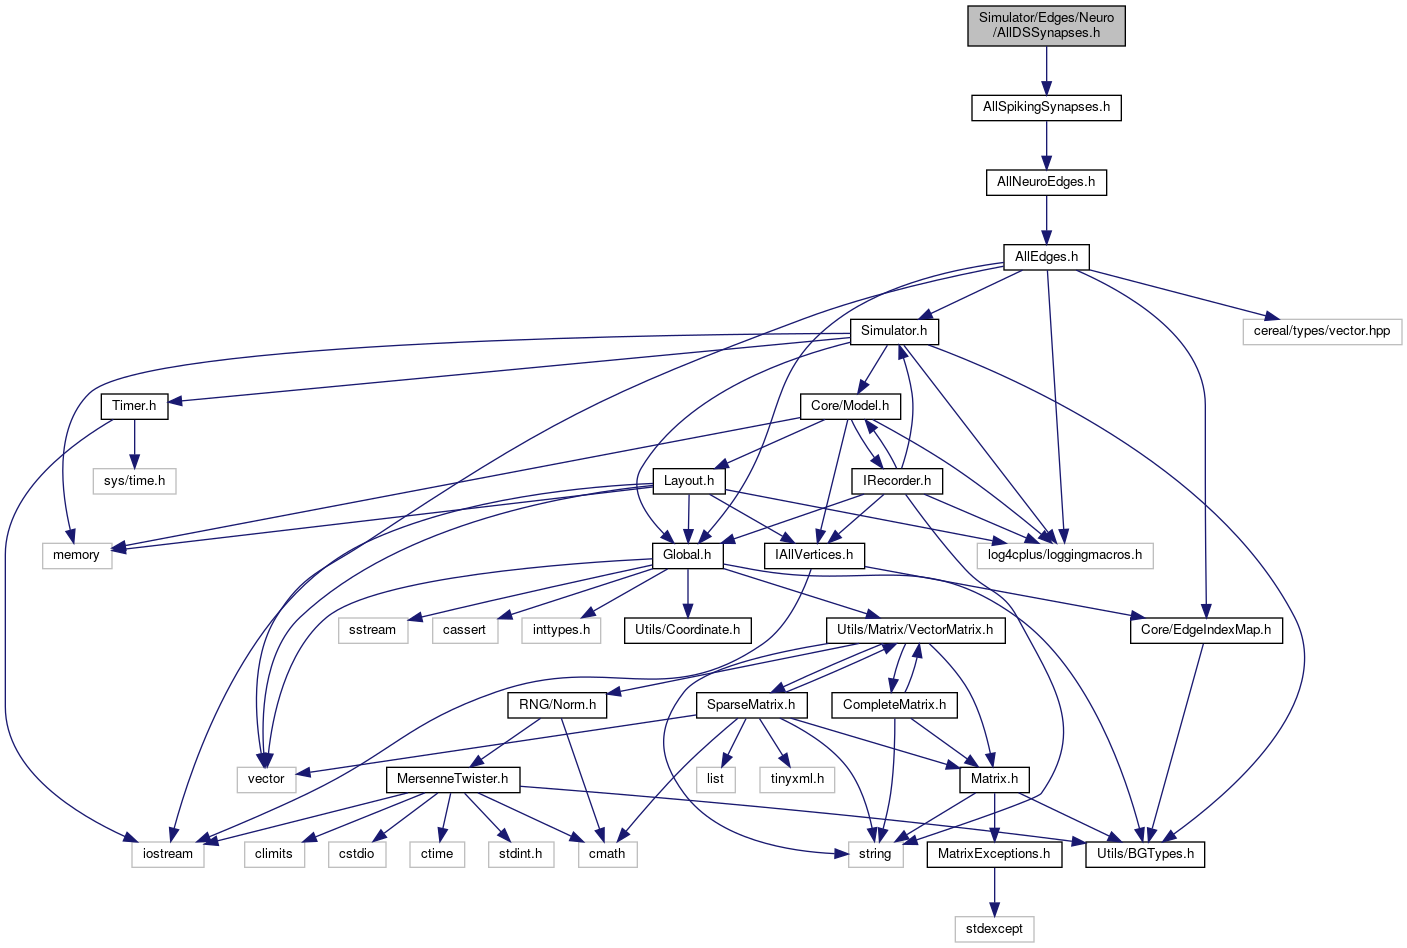 Simulator/Edges/Neuro
/AllDSSynapses.h
AllSpikingSynapses.h
AllNeuroEdges.h
AllEdges.h
Simulator.h
cereal/types/vector.hpp
Timer.h
Core/Model.h
sys/time.h
Layout.h
IRecorder.h
memory
Global.h
IAllVertices.h
log4cplus/loggingmacros.h
sstream
cassert
inttypes.h
Utils/Coordinate.h
Utils/Matrix/VectorMatrix.h
Core/EdgeIndexMap.h
RNG/Norm.h
SparseMatrix.h
CompleteMatrix.h
vector
MersenneTwister.h
list
tinyxml.h
Matrix.h
iostream
climits
cstdio
ctime
stdint.h
cmath
string
MatrixExceptions.h
Utils/BGTypes.h
stdexcept